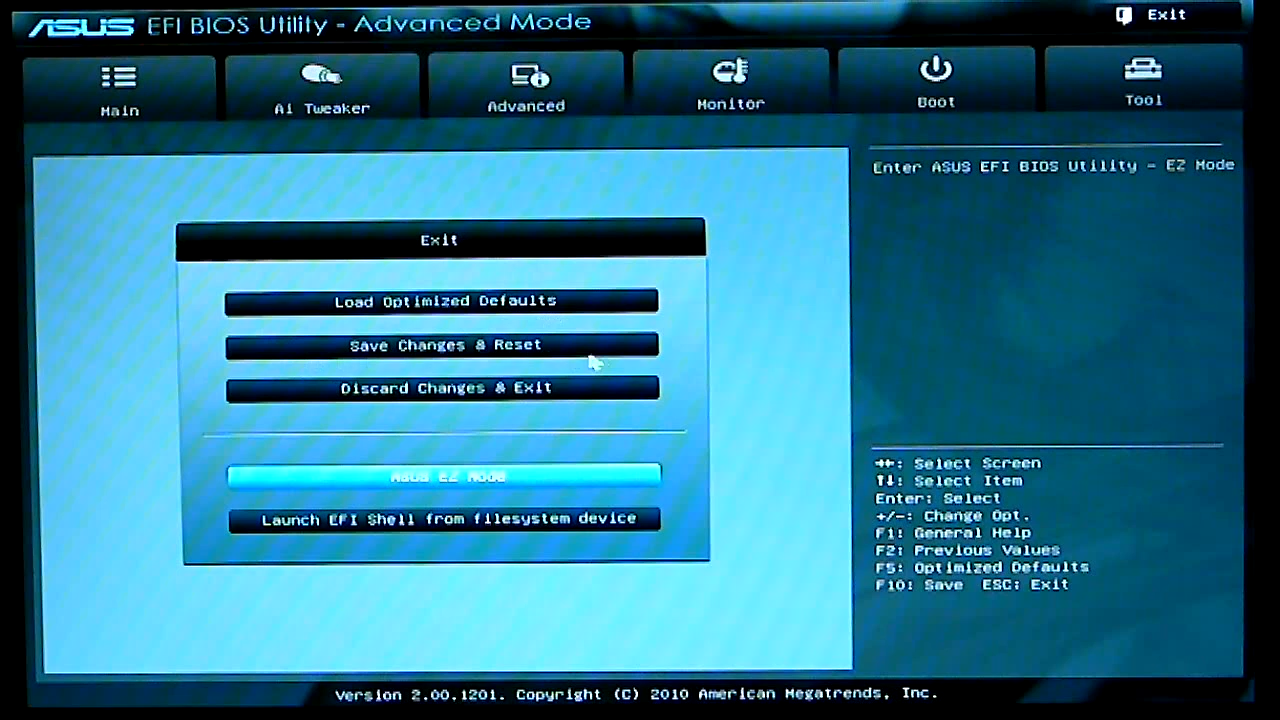 ASUS EFI BIOS Utility - Advanced Mode
Exit
Main
Ai Tweaker
Advanced
Monitor
Boot
Tool
Enter ASUS EFI BIOS Utility - EZ Mode
Exit
Load Optimized Defaults
Save Changes & Reset
Discard Changes & Exit
Asus EZ Mode
Launch EFI Shell from filesystem device
→←: Select Screen
↑↓: Select Item
Enter: Select
+/-: Change Opt.
F1: General Help
F2: Previous Values
F5: Optimized Defaults
F10: Save ESC: Exit
Version 2.00.1201. Copyright (C) 2010 American Megatrends, Inc.